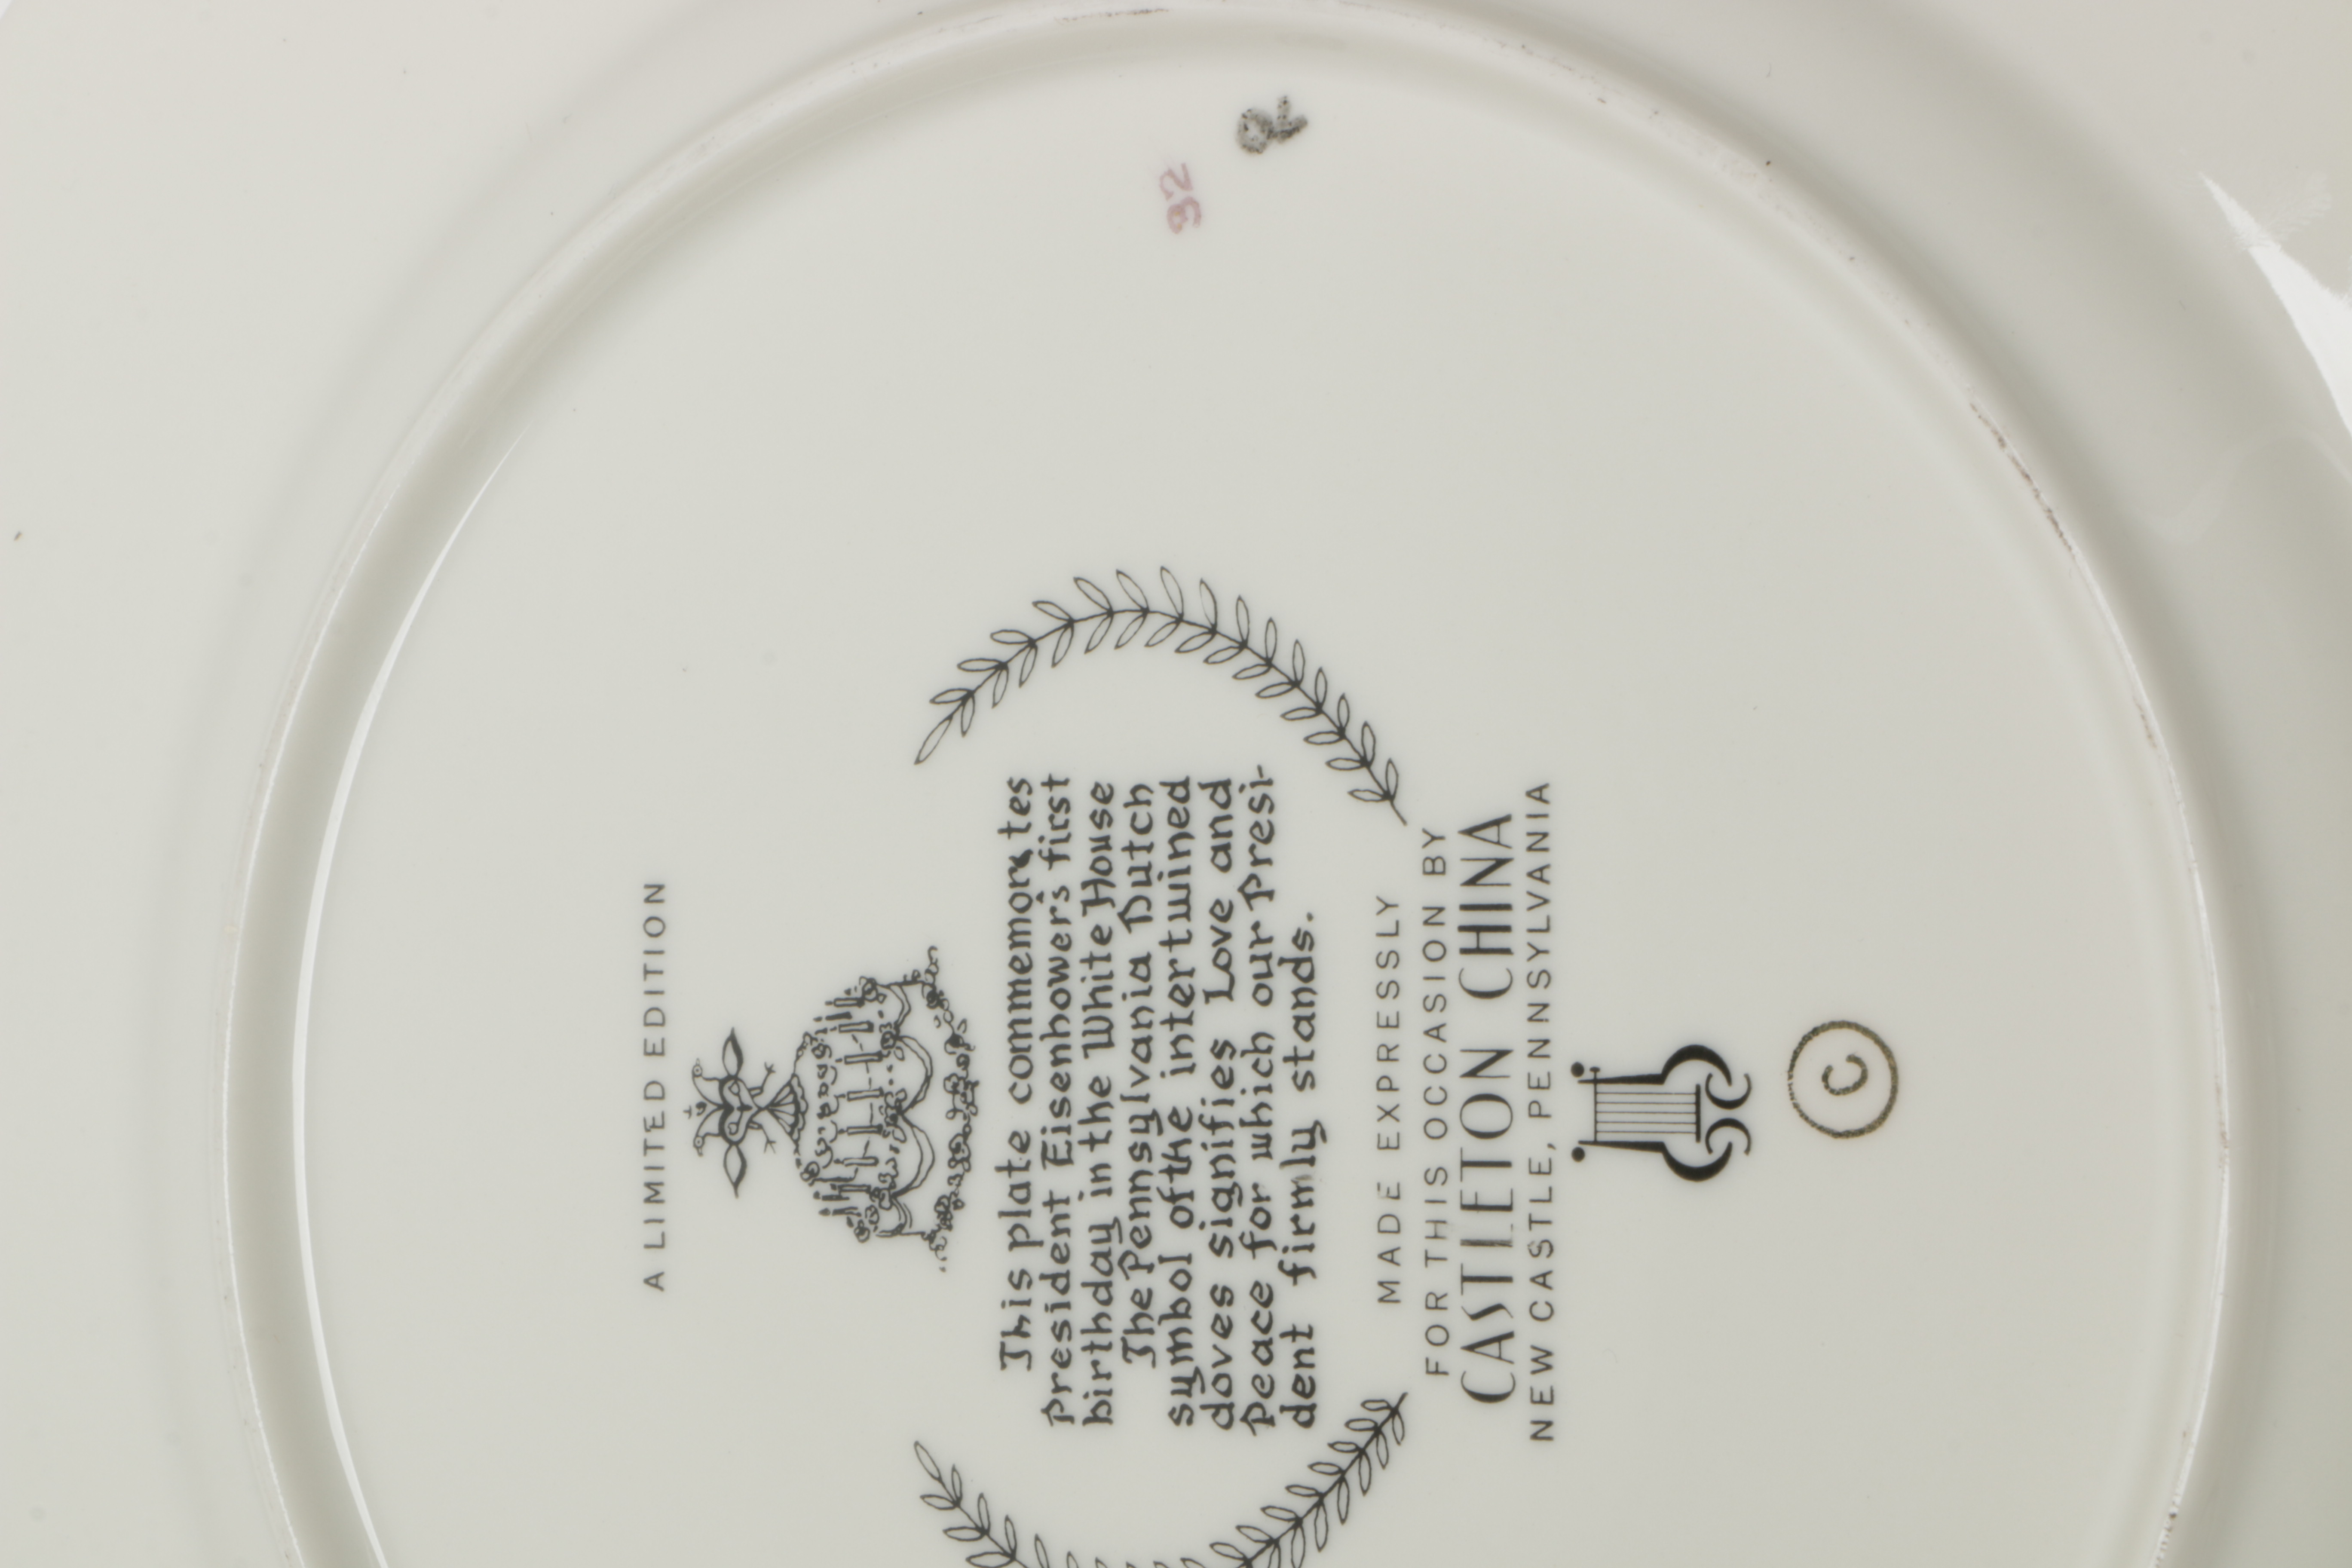 A LIMITED EDITION
This plate commemorates
President Eisenhower's first
birthday in the White House
The Pennsylvania Dutch
symbol of the intertwined
doves signifies Love and
Peace for which our Presi-
dent firmly stands.
MADE EXPRESSLY
FOR THIS OCCASION BY
CASTLETON CHINA
NEW CASTLE, PENNSYLVANIA
©
92